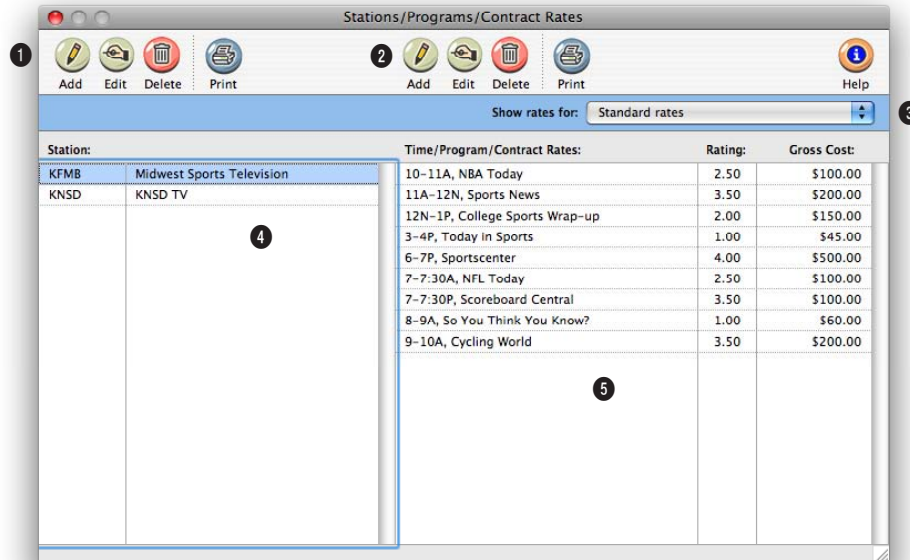 Stations/Programs/Contract Rates
1 Add Edit Delete Print 2 Add Edit Delete Print Help
Show rates for: Standard rates 3
Station: Time/Program/Contract Rates: Rating: Gross Cost:
KFMB Midwest Sports Television 10-11A, NBA Today 2.50 $100.00
KNSD KNSD TV 11A-12N, Sports News 3.50 $200.00
12N-1P, College Sports Wrap-up 2.00 $150.00
4 3-4P, Today in Sports 1.00 $45.00
6-7P, Sportscenter 4.00 $500.00
7-7:30A, NFL Today 2.50 $100.00
7-7:30P, Scoreboard Central 3.50 $100.00
8-9A, So You Think You Know? 1.00 $60.00
9-10A, Cycling World 3.50 $200.00
5